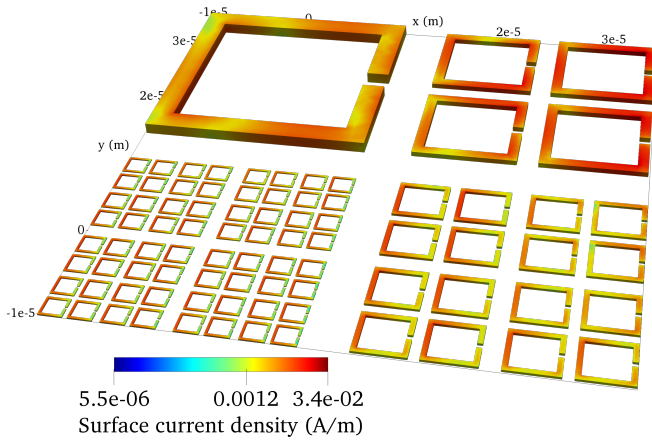 -1e-5
0
x (m)
2e-5
3e-5
3e-5
2e-5
y (m)
0
-1e-5
5.5e-06 0.0012 3.4e-02
Surface current density (A/m)